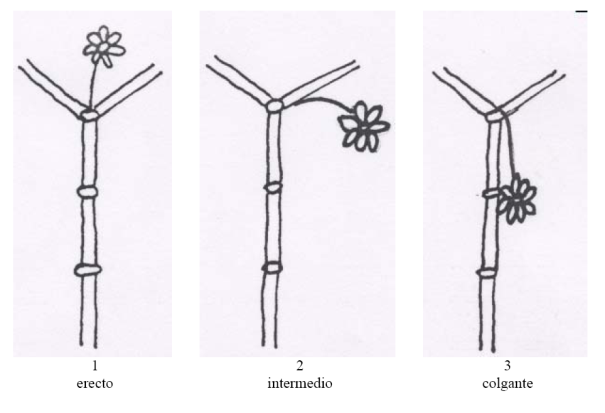 1 2 3
erecto intermedio colgante